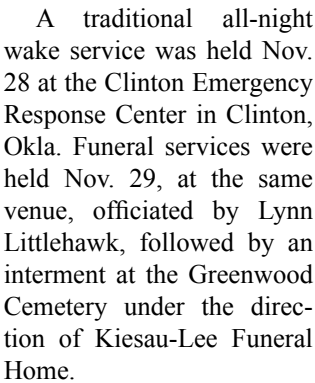 A traditional all-night
wake service was held Nov.
28 at the Clinton Emergency
Response Center in Clinton,
Okla. Funeral services were
held Nov. 29, at the same
venue, officiated by Lynn
Littlehawk, followed by an
interment at the Greenwood
Cemetery under the direc-
tion of Kiesau-Lee Funeral
Home.